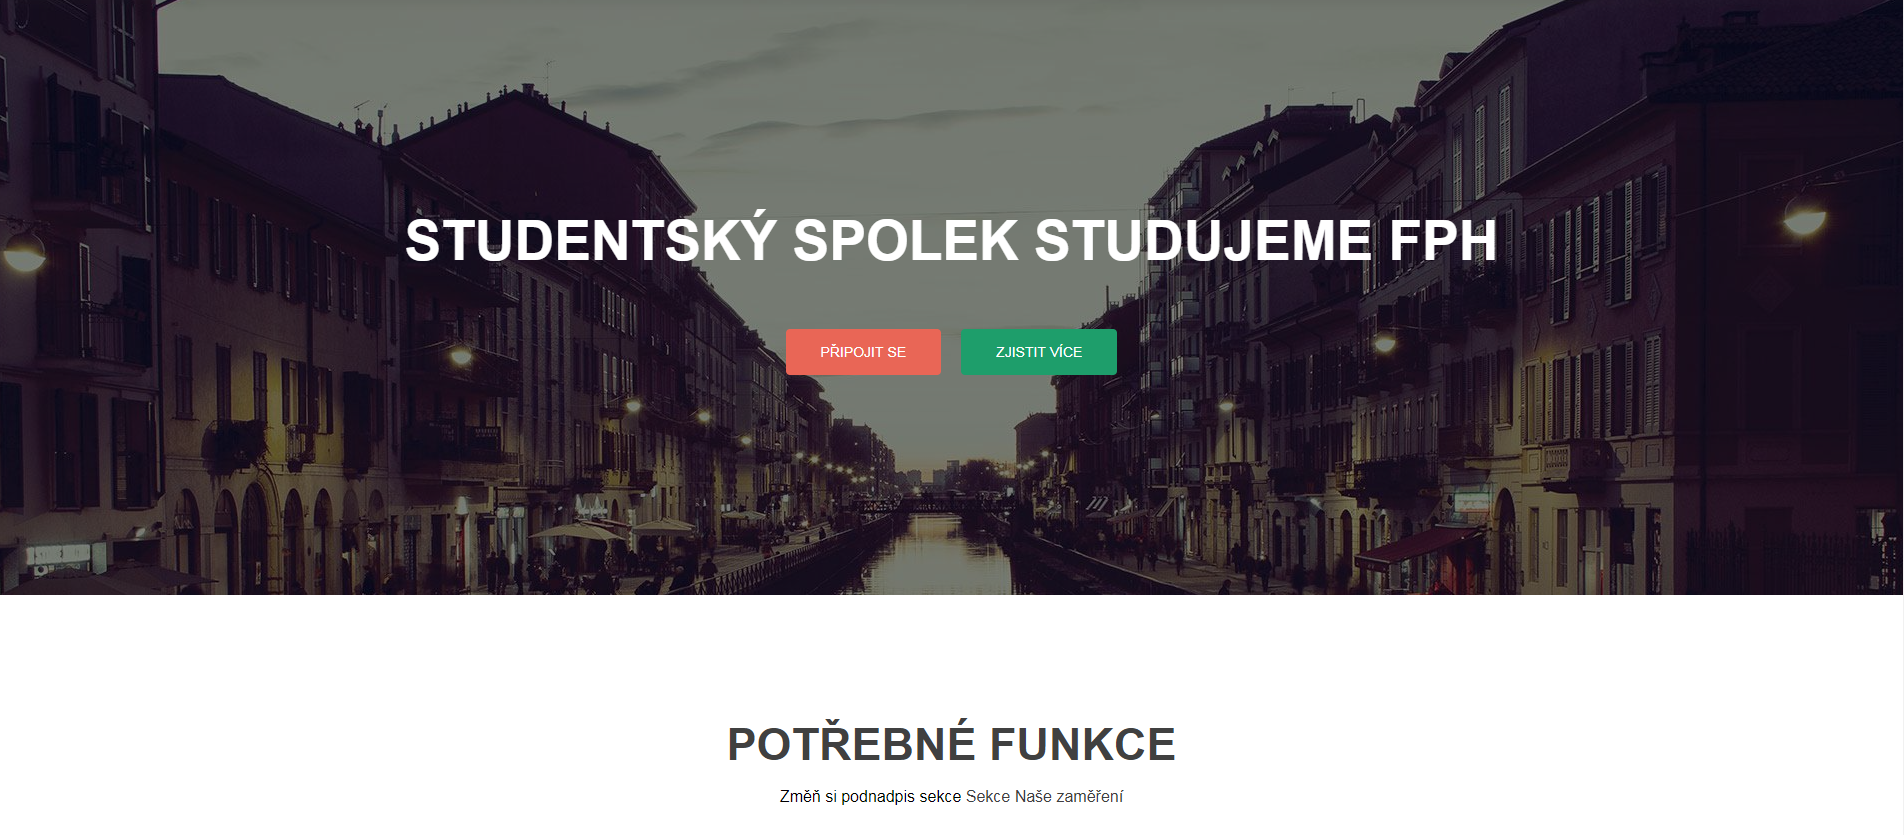 STUDENTSKÝ SPOLEK STUDUJEME FPH
PŘIPOJIT SE
ZJISTIT VÍCE
POTŘEBNÉ FUNKCE
Změň si podnadpis sekce Sekce Naše zaměření